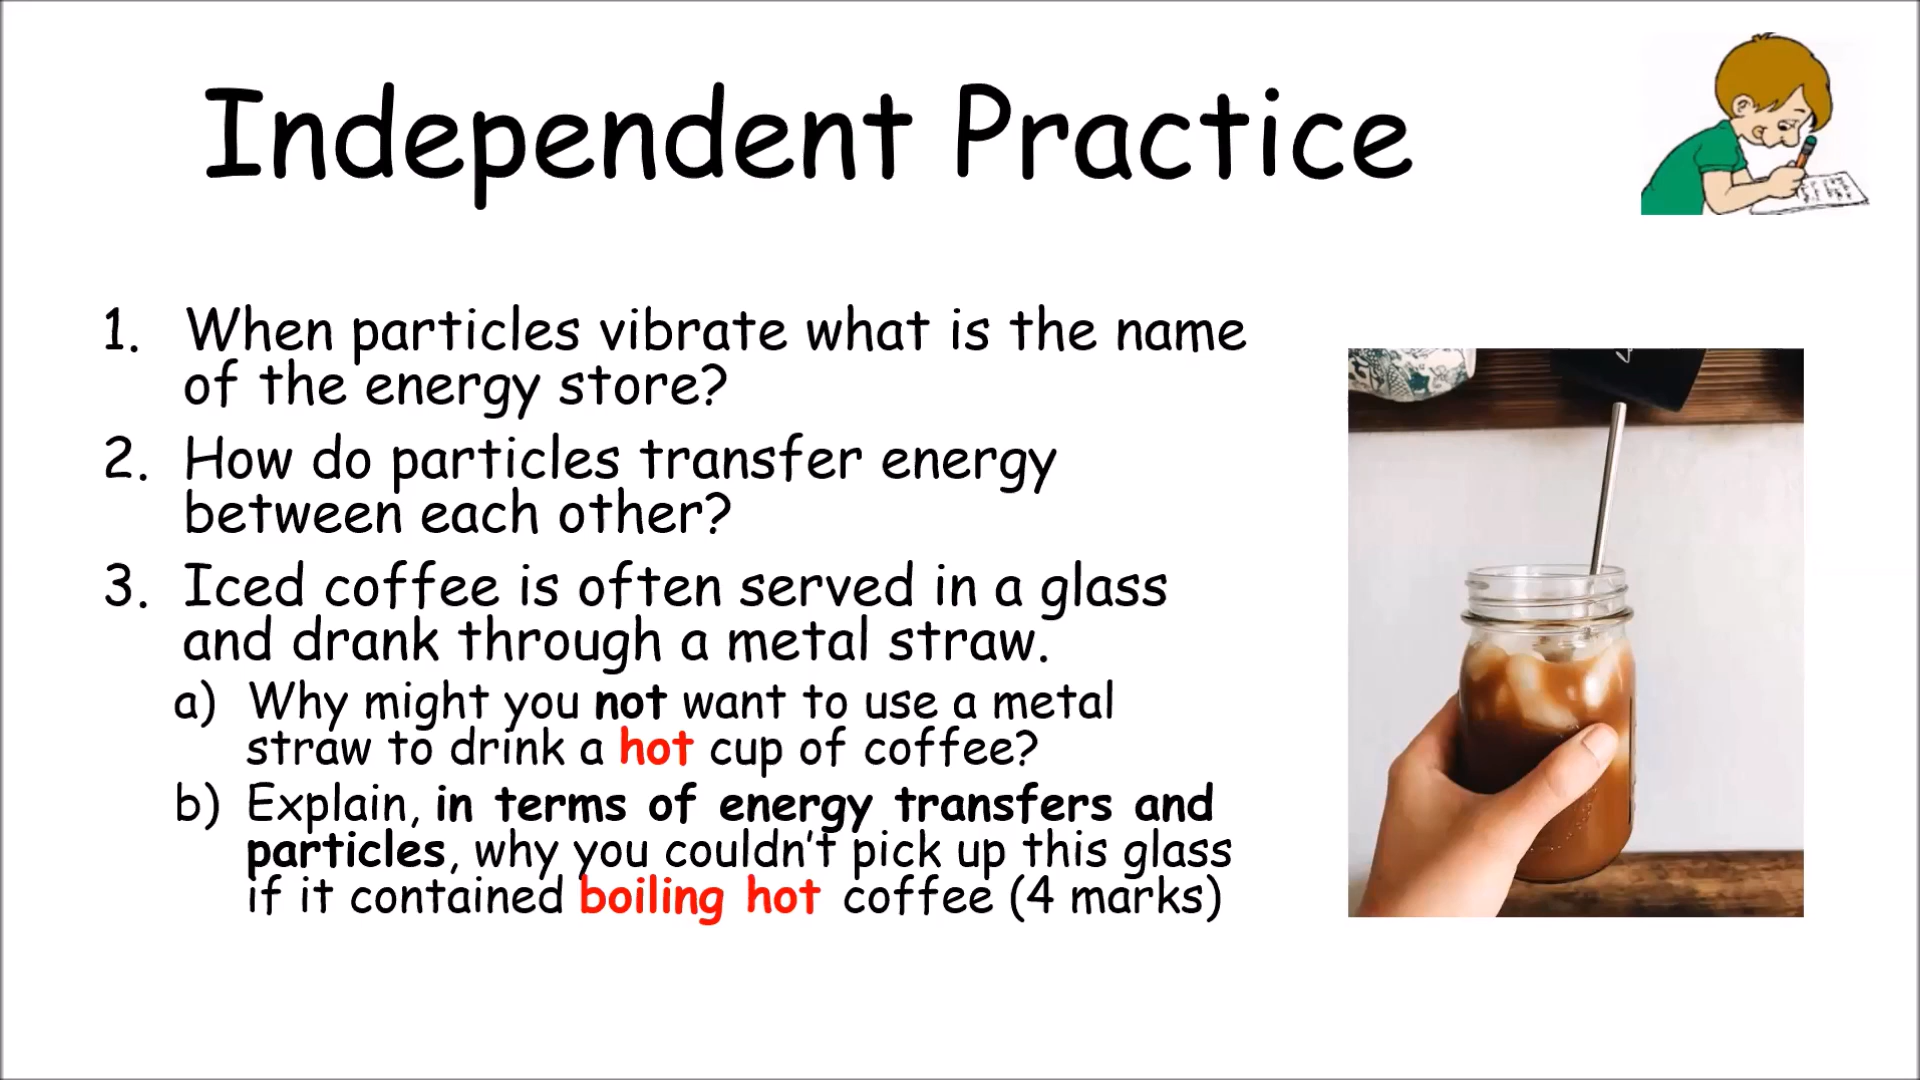 Independent Practice
1. When particles vibrate what is the name
of the energy store?
2. How do particles transfer energy
between each other?
3. Iced coffee is often served in a glass
and drank through a metal straw.
a) Why might you not want to use a metal
straw to drink a hot cup of coffee?
b) Explain, in terms of energy transfers and
particles, why you couldn't pick up this glass
if it contained boiling hot coffee (4 marks)